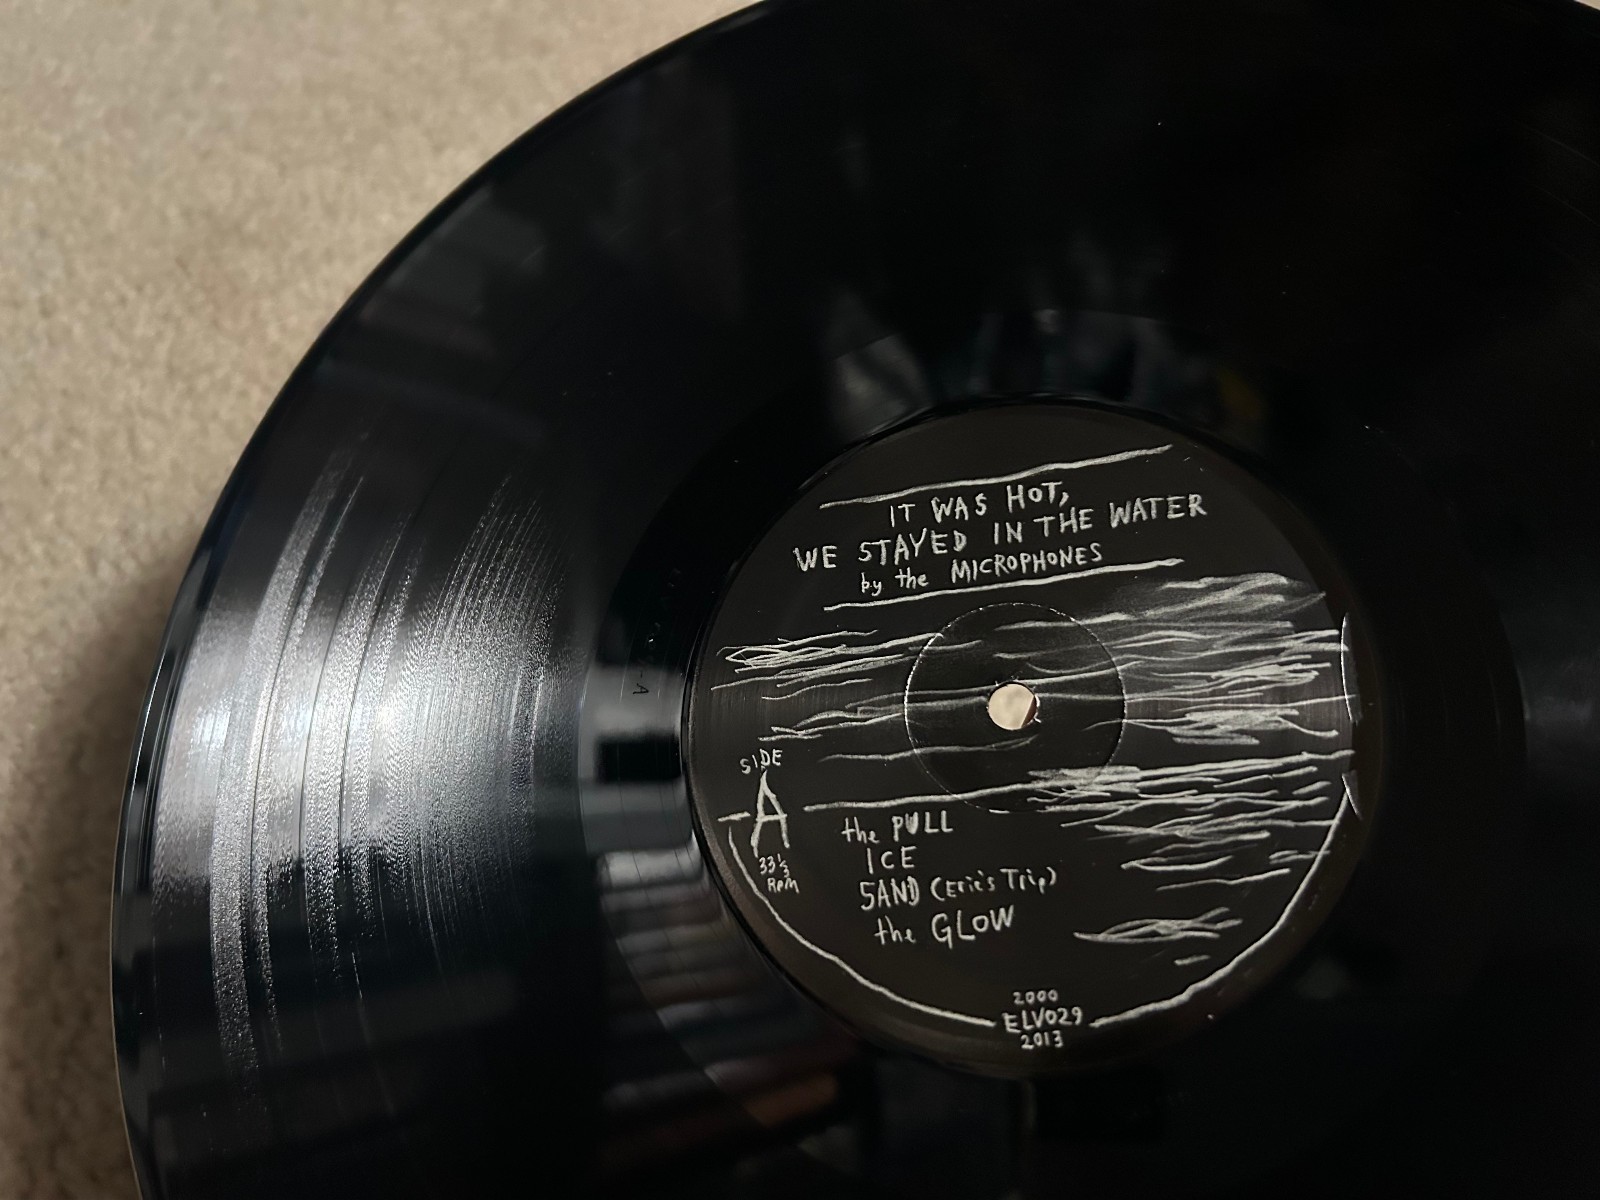 IT WAS HOT,
WE STAYED IN THE WATER
by the MICROPHONES
SIDE
A
33⅓
RPM
the PULL
ICE
SAND (Eric's Trip)
the GLOW
2000
ELV029
2013